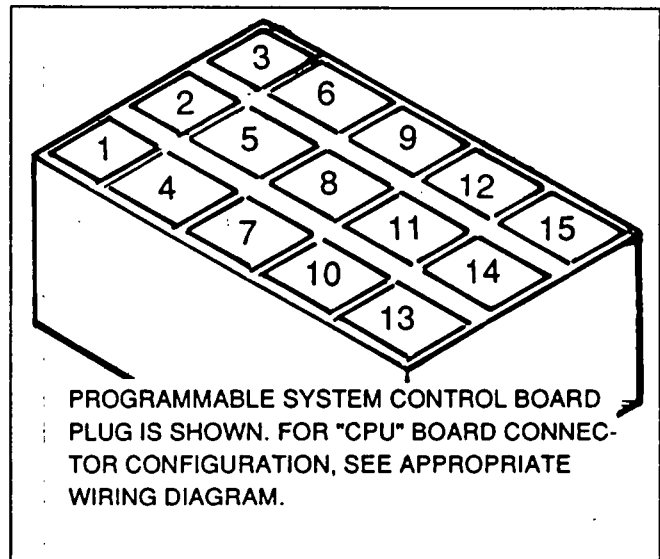 3
2 6
1 5 9
4 8 12
7 11 15
10 14
13
PROGRAMMABLE SYSTEM CONTROL BOARD
PLUG IS SHOWN. FOR "CPU" BOARD CONNEC-
TOR CONFIGURATION, SEE APPROPRIATE
WIRING DIAGRAM.